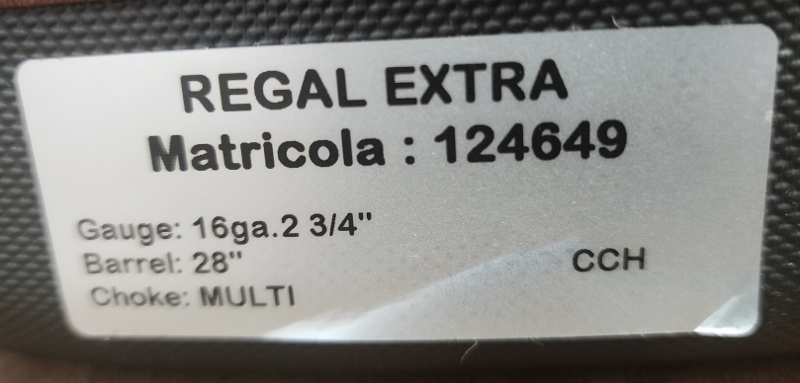 REGAL EXTRA
Matricola : 124649
Gauge: 16ga.2 3/4"
Barrel: 28"
CCH
Choke: MULTI